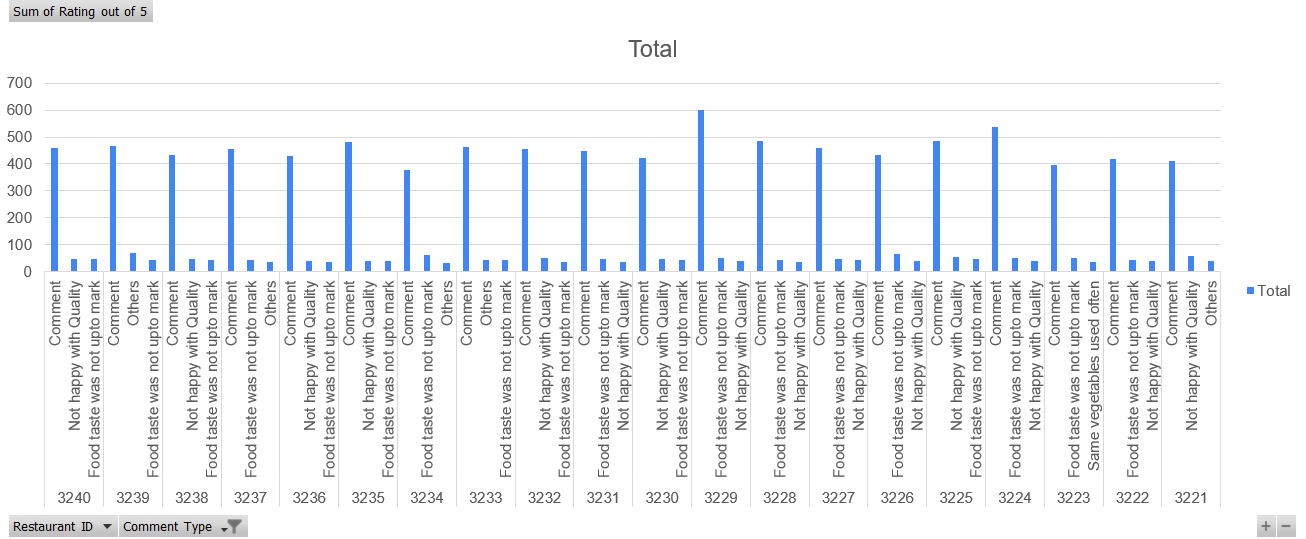 Sum of Rating out of 5
Total
700
600
500
400
300
200
100
0
Comment
Not happy with Quality
Food taste was not upto mark
Comment
Others
Food taste was not upto mark
Comment
Not happy with Quality
Food taste was not upto mark
Comment
Food taste was not upto mark
Others
Comment
Not happy with Quality
Food taste was not upto mark
Comment
Not happy with Quality
Food taste was not upto mark
Comment
Food taste was not upto mark
Others
Comment
Others
Food taste was not upto mark
Comment
Not happy with Quality
Food taste was not upto mark
Comment
Food taste was not upto mark
Not happy with Quality
Comment
Not happy with Quality
Food taste was not upto mark
Comment
Food taste was not upto mark
Not happy with Quality
Comment
Food taste was not upto mark
Not happy with Quality
Comment
Food taste was not upto mark
Not happy with Quality
Comment
Food taste was not upto mark
Not happy with Quality
Comment
Not happy with Quality
Food taste was not upto mark
Comment
Food taste was not upto mark
Not happy with Quality
Comment
Food taste was not upto mark
Same vegetables used often
Comment
Food taste was not upto mark
Not happy with Quality
Comment
Not happy with Quality
Others
3240 3239 3238 3237 3236 3235 3234 3233 3232 3231 3230 3229 3228 3227 3226 3225 3224 3223 3222 3221
Total
Restaurant ID
Comment Type